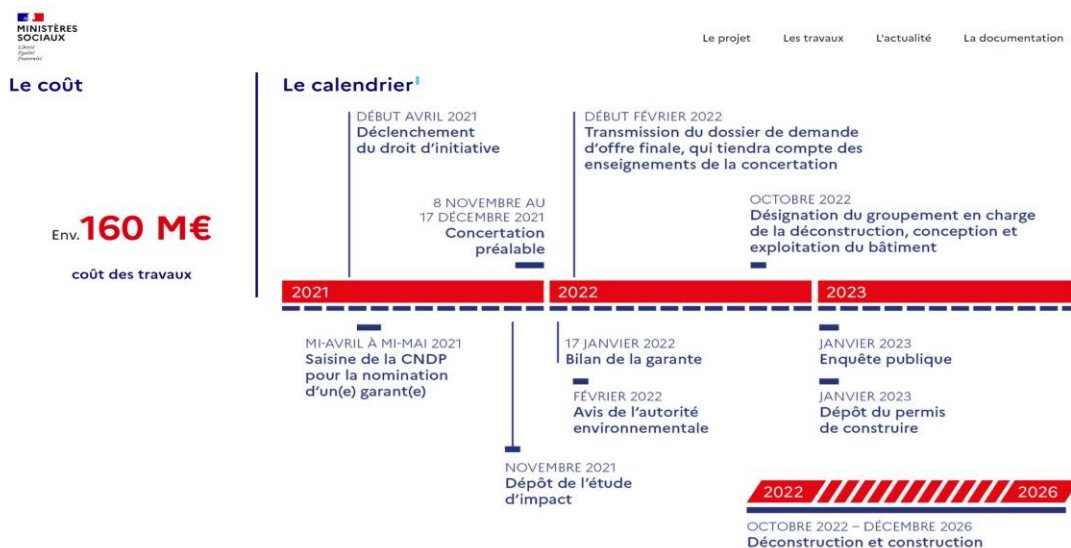 MINISTÈRES
SOCIAUX
Liberté
Égalité
Fraternité
Le projet
Les travaux
L'actualité
La documentation
Le coût
Env. 160 M€
coût des travaux
Le calendrier
DÉBUT AVRIL 2021
Déclenchement
du droit d'initiative
DÉBUT FÉVRIER 2022
Transmission du dossier de demande
d'offre finale, qui tiendra compte des
enseignements de la concertation
8 NOVEMBRE AU
17 DÉCEMBRE 2021
Concertation
préalable
OCTOBRE 2022
Désignation du groupement en charge
de la déconstruction, conception et
exploitation du bâtiment
2021
2022
2023
MI-AVRIL À MI-MAI 2021
Saisine de la CNDP
pour la nomination
d'un(e) garant(e)
17 JANVIER 2022
Bilan de la garante
JANVIER 2023
Enquête publique
FÉVRIER 2022
Avis de l'autorité
environnementale
JANVIER 2023
Dépôt du permis
de construire
NOVEMBRE 2021
Dépôt de l'étude
d'impact
2022
2026
OCTOBRE 2022 – DÉCEMBRE 2026
Déconstruction et construction